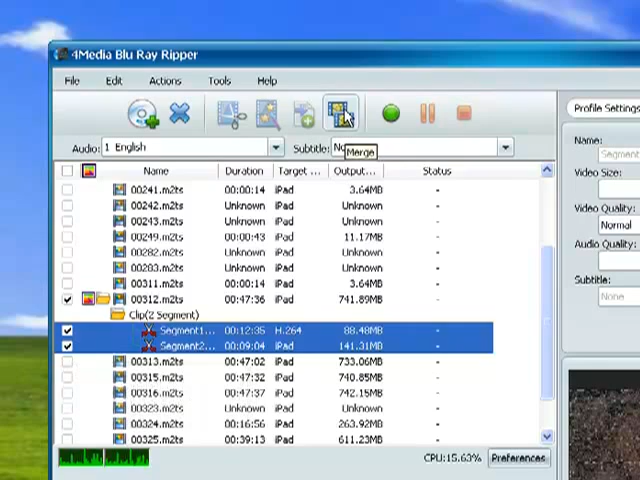 4Media Blu Ray Ripper
File Edit Actions Tools Help
Profile Settings
Audio: 1 English Subtitle: No
Merge
Name:
Segment
Name Duration Target ... Output... Status
Video Size:
00241.m2ts 00:00:14 iPad 3.64MB -
00242.m2ts Unknown iPad Unknown -
Video Quality:
00243.m2ts Unknown iPad Unknown -
Normal
00249.m2ts 00:00:43 iPad 11.17MB -
Audio Quality:
00282.m2ts Unknown iPad Unknown -
00283.m2ts Unknown iPad Unknown -
Subtitle:
00311.m2ts 00:00:14 iPad 3.64MB -
None
00312.m2ts 00:47:36 iPad 741.89MB -
Clip(2 Segment)
Segment1... 00:12:35 H.264 88.48MB -
Segment2... 00:09:04 iPad 141.31MB -
00313.m2ts 00:47:02 iPad 733.06MB -
00315.m2ts 00:47:32 iPad 740.85MB -
00316.m2ts 00:47:37 iPad 742.15MB -
00323.m2ts Unknown iPad Unknown -
00324.m2ts 00:16:56 iPad 263.92MB -
00325.m2ts 00:39:13 iPad 611.23MB -
CPU:15.63% Preferences